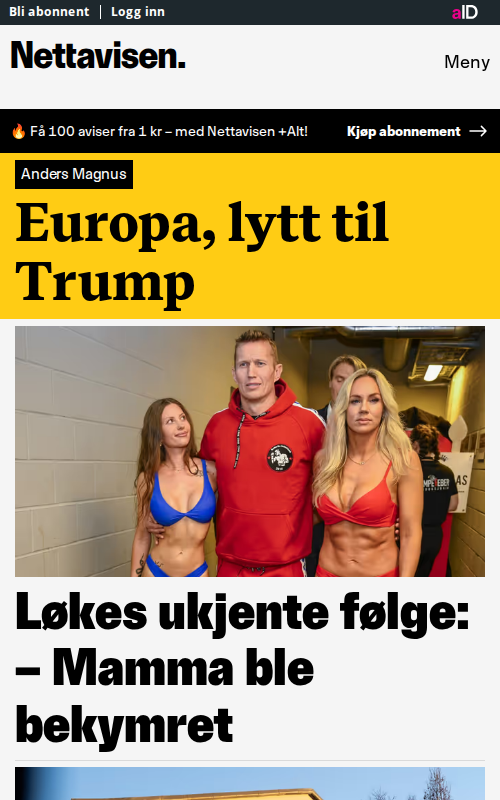 Bli abonnent
Logg inn
aID
Nettavisen.
Meny
🔥 Få 100 aviser fra 1 kr – med Nettavisen +Alt!
Kjøp abonnement →
Anders Magnus
Europa, lytt til
Trump
Løkes ukjente følge:
– Mamma ble
bekymret